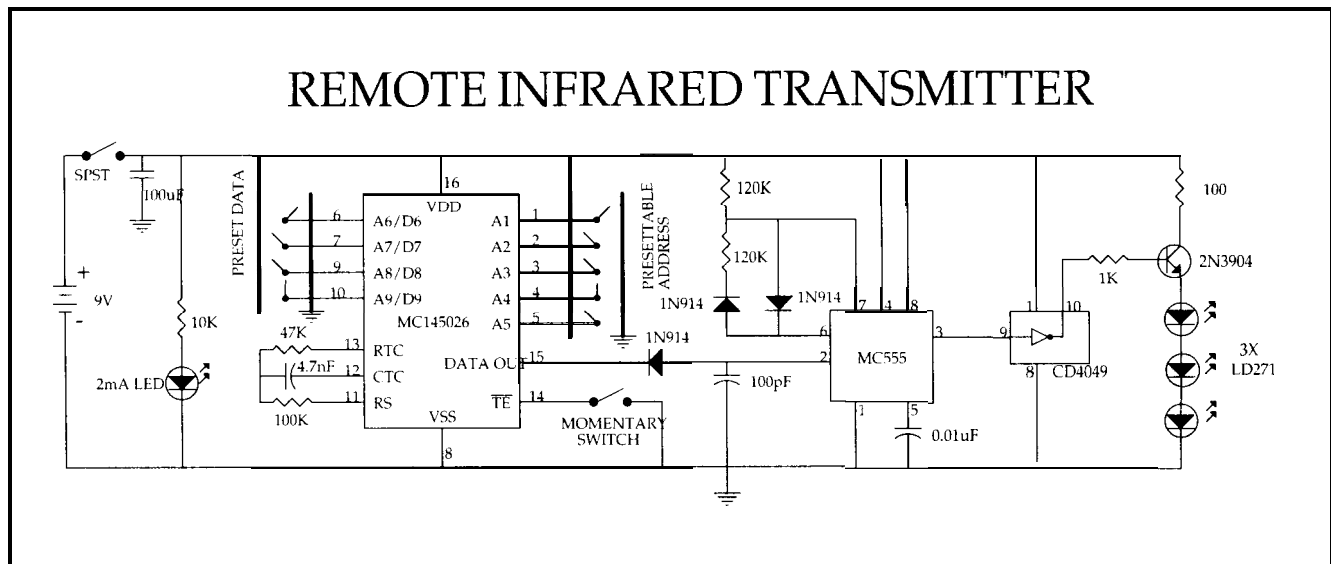 REMOTE INFRARED TRANSMITTER
SPST
100uF
PRESET DATA
16
VDD
6 A6/D6
7 A7/D7
9 A8/D8
10 A9/D9
A1 1
A2 2
A3 3
A4 4
A5 5
MC145026
PRESETTABLE
ADDRESS
+
9V
-
10K
2mA LED
47K
13 RTC
4.7nF
12 CTC
11 RS
100K
DATA OUT 15
TE 14
VSS
8
MOMENTARY
SWITCH
1N914
120K
120K
1N914
1N914
100pF
7 4 8
6
2
MC555
3
1 5
0.01uF
1 10
9
8
CD4049
1K
100
2N3904
3X
LD271